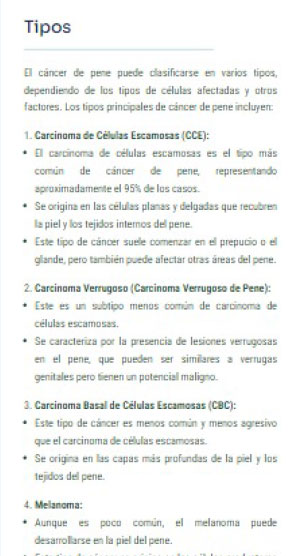 Tipos
El cáncer de pene puede clasificarse en varios tipos,
dependiendo de los tipos de células afectadas y otros
factores. Los tipos principales de cáncer de pene incluyen:
1. Carcinoma de Células Escamosas (CCE):
• El carcinoma de células escamosas es el tipo más
común de cáncer de pene, representando
aproximadamente el 95% de los casos.
• Se origina en las células planas y delgadas que recubren
la piel y los tejidos internos del pene.
• Este tipo de cáncer suele comenzar en el prepucio o el
glande, pero también puede afectar otras áreas del pene.
2. Carcinoma Verrugoso (Carcinoma Verrugoso de Pene):
• Este es un subtipo menos común de carcinoma de
células escamosas.
• Se caracteriza por la presencia de lesiones verrugosas
en el pene, que pueden ser similares a verrugas
genitales pero tienen un potencial maligno.
3. Carcinoma Basal de Células Escamosas (CBC):
• Este tipo de cáncer es menos común y menos agresivo
que el carcinoma de células escamosas.
• Se origina en las capas más profundas de la piel y los
tejidos del pene.
4. Melanoma:
• Aunque es poco común, el melanoma puede
desarrollarse en la piel del pene.